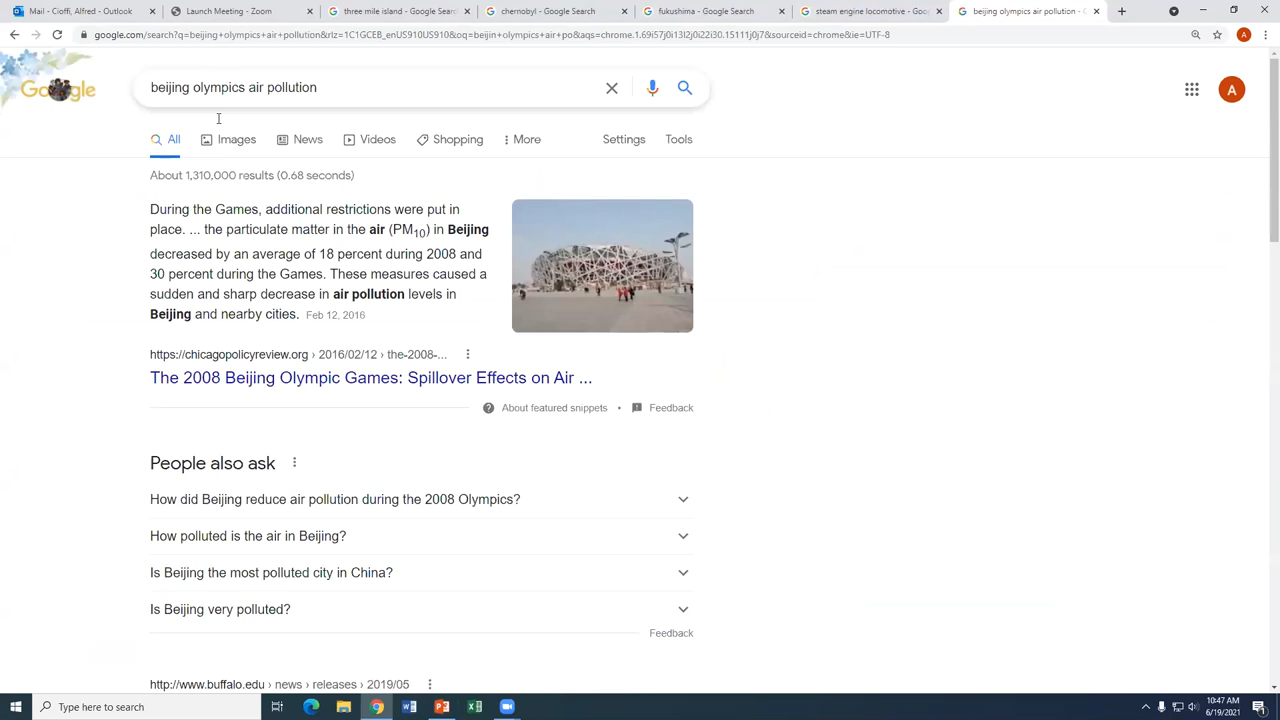 Mail - Cioffi, Alfred - Outlook
Launch Meeting - Zoom
three mile island - Google Search
chernobyl - Google Search
fukushima - Google Search
steam engine locomotive - Google
beijing olympics air pollution -
google.com/search?q=beijing+olympics+air+pollution&rlz=1C1GCEB_enUS910US910&oq=beijin+olympics+air+po&aqs=chrome.1.69i57j0i13l2j0i22i30.15111j0j7&sourceid=chrome&ie=UTF-8
A
Google
beijing olympics air pollution
A
All
Images
News
Videos
Shopping
More
Settings
Tools
About 1,310,000 results (0.68 seconds)
During the Games, additional restrictions were put in
place. ... the particulate matter in the air (PM10) in Beijing
decreased by an average of 18 percent during 2008 and
30 percent during the Games. These measures caused a
sudden and sharp decrease in air pollution levels in
Beijing and nearby cities. Feb 12, 2016
https://chicagopolicyreview.org › 2016/02/12 › the-2008-...
The 2008 Beijing Olympic Games: Spillover Effects on Air ...
About featured snippets • Feedback
People also ask
How did Beijing reduce air pollution during the 2008 Olympics?
How polluted is the air in Beijing?
Is Beijing the most polluted city in China?
Is Beijing very polluted?
Feedback
http://www.buffalo.edu › news › releases › 2019/05
Type here to search
10:47 AM
6/19/2021